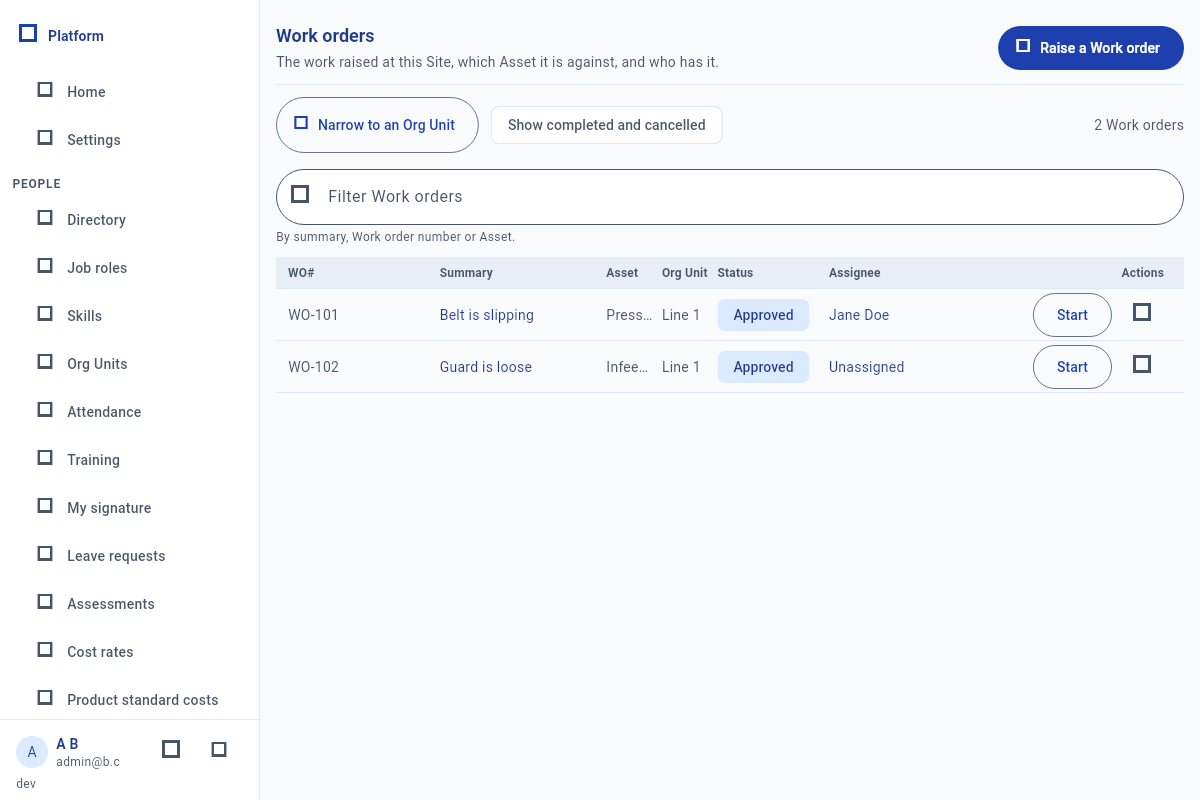 Platform
Home
Settings
PEOPLE
Directory
Job roles
Skills
Org Units
Attendance
Training
My signature
Leave requests
Assessments
Cost rates
Product standard costs
A
A B
admin@b.c
dev
Work orders
The work raised at this Site, which Asset it is against, and who has it.
Raise a Work order
Narrow to an Org Unit
Show completed and cancelled
2 Work orders
Filter Work orders
By summary, Work order number or Asset.
WO# Summary Asset Org Unit Status Assignee Actions
WO-101 Belt is slipping Press… Line 1 Approved Jane Doe Start
WO-102 Guard is loose Infee… Line 1 Approved Unassigned Start